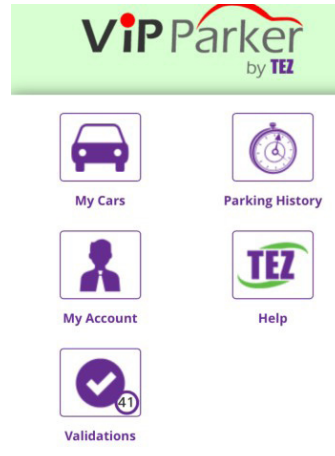 ViP Parker
by TEZ
My Cars
Parking History
My Account
TEZ
Help
41
Validations